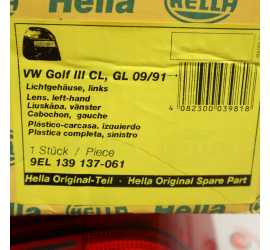 Hella
HELLA
VW Golf III CL, GL 09/91→
Lichtgehäuse, links
Lens, left-hand
Liuskäpa, vänster
Cabochon, gauche
Plástico-carcasa, izquierdo
Plastica completa, sinistro
4 082300 039818
1 Stück / Piece
9EL 139 137-061
Hella Original-Teil · Hella Original Spare Part